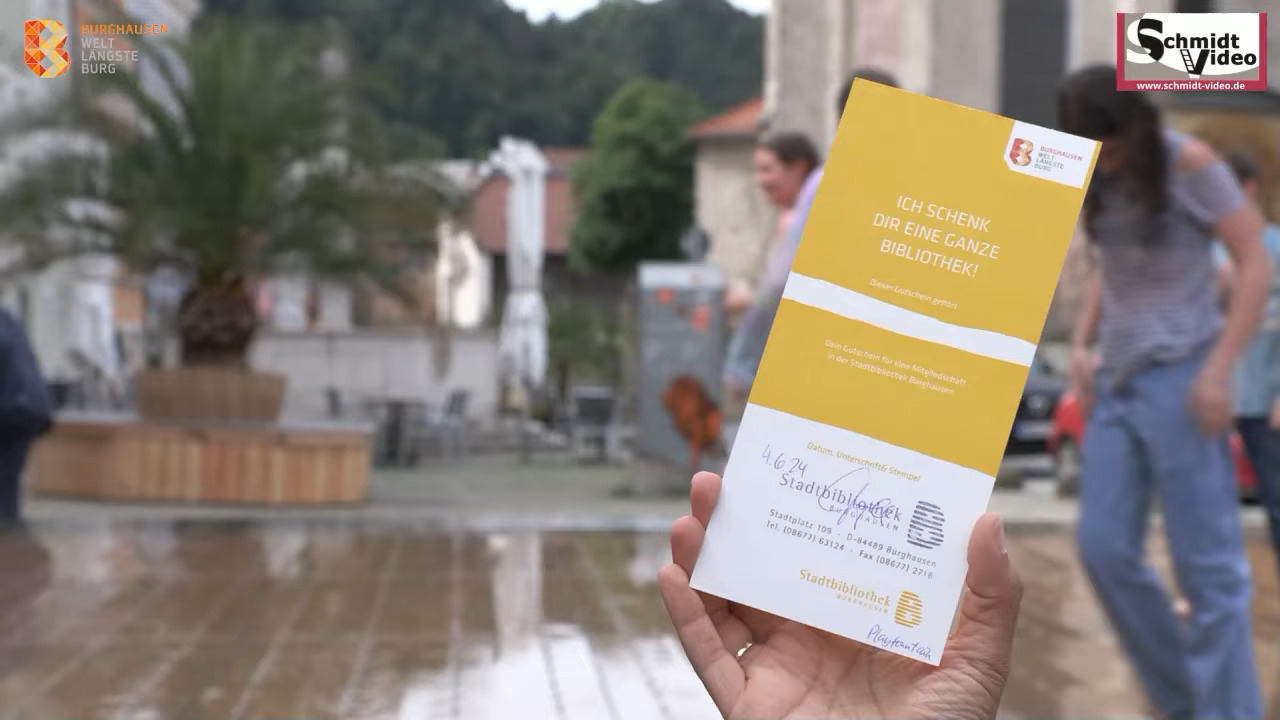 BURGHAUSEN
WELT
LÄNGSTE
BURG
Schmidt
Video
www.schmidt-video.de
BURGHAUSEN
WELT
LÄNGSTE
BURG
ICH SCHENK
DIR EINE GANZE
BIBLIOTHEK!
Dieser Gutschein gehört
Dein Gutschein für eine Mitgliedschaft
in der Stadtbibliothek Burghausen
Datum, Unterschrift & Stempel
4.6.24
Stadtbibliothek
BURGHAUSEN
Stadtplatz 109 · D-84489 Burghausen
Tel. (08677) 63124 · Fax (08677) 2716
Stadtbibliothek
BURGHAUSEN